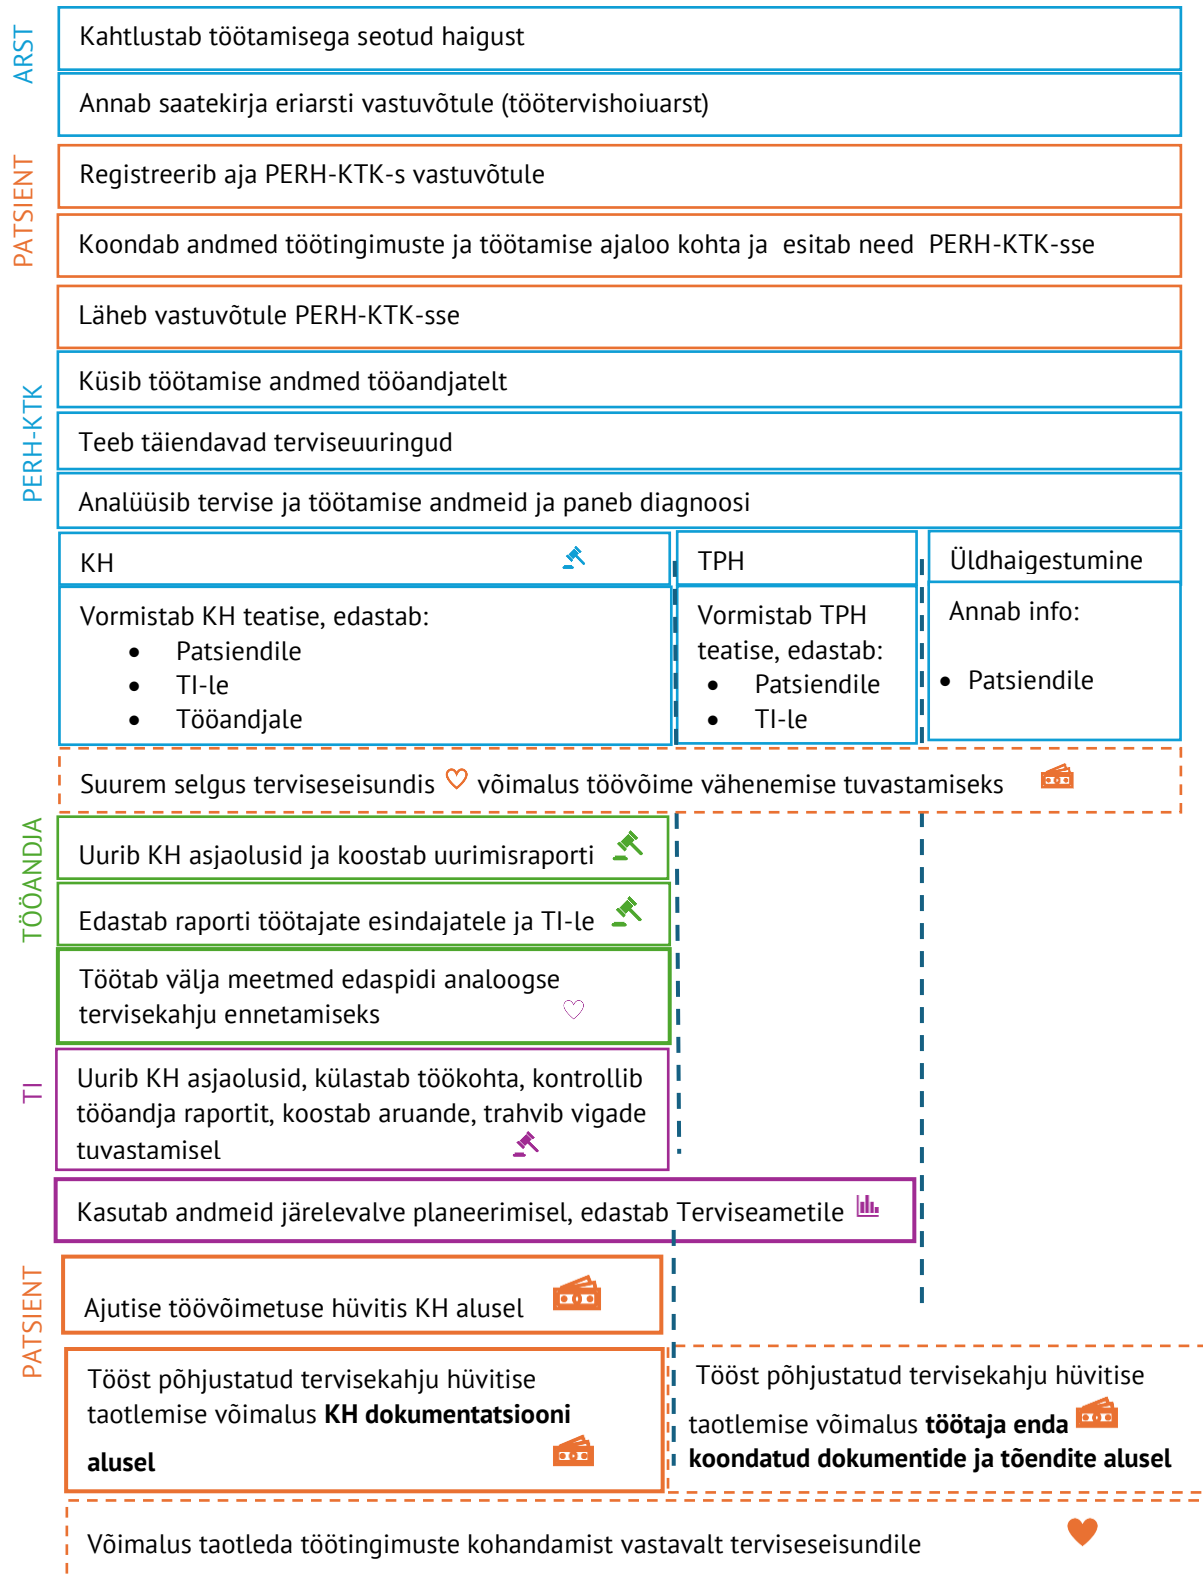 ARST
Kahtlustab töötamisega seotud haigust
Annab saatekirja eriarsti vastuvõtule (töötervishoiuarst)
PATSIENT
Registreerib aja PERH-KTK-s vastuvõtule
Koondab andmed töötingimuste ja töötamise ajaloo kohta ja esitab need PERH-KTK-sse
Läheb vastuvõtule PERH-KTK-sse
PERH-KTK
Küsib töötamise andmed tööandjatelt
Teeb täiendavad terviseuuringud
Analüüsib tervise ja töötamise andmeid ja paneb diagnoosi
KH
Vormistab KH teatise, edastab:
• Patsiendile
• TI-le
• Tööandjale
TPH
Vormistab TPH
teatise, edastab:
• Patsiendile
• TI-le
Üldhaigestumine
Annab info:
• Patsiendile
Suurem selgus terviseseisundis võimalus töövõime vähenemise tuvastamiseks
TÖÖANDJA
Uurib KH asjaolusid ja koostab uurimisraporti
Edastab raporti töötajate esindajatele ja TI-le
Töötab välja meetmed edaspidi analoogse
tervisekahju ennetamiseks
TI
Uurib KH asjaolusid, külastab töökohta, kontrollib
tööandja raportit, koostab aruande, trahvib vigade
tuvastamisel
Kasutab andmeid järelevalve planeerimisel, edastab Terviseametile
PATSIENT
Ajutise töövõimetuse hüvitis KH alusel
Tööst põhjustatud tervisekahju hüvitise
taotlemise võimalus KH dokumentatsiooni
alusel
Tööst põhjustatud tervisekahju hüvitise
taotlemise võimalus töötaja enda
koondatud dokumentide ja tõendite alusel
Võimalus taotleda töötingimuste kohandamist vastavalt terviseseisundile